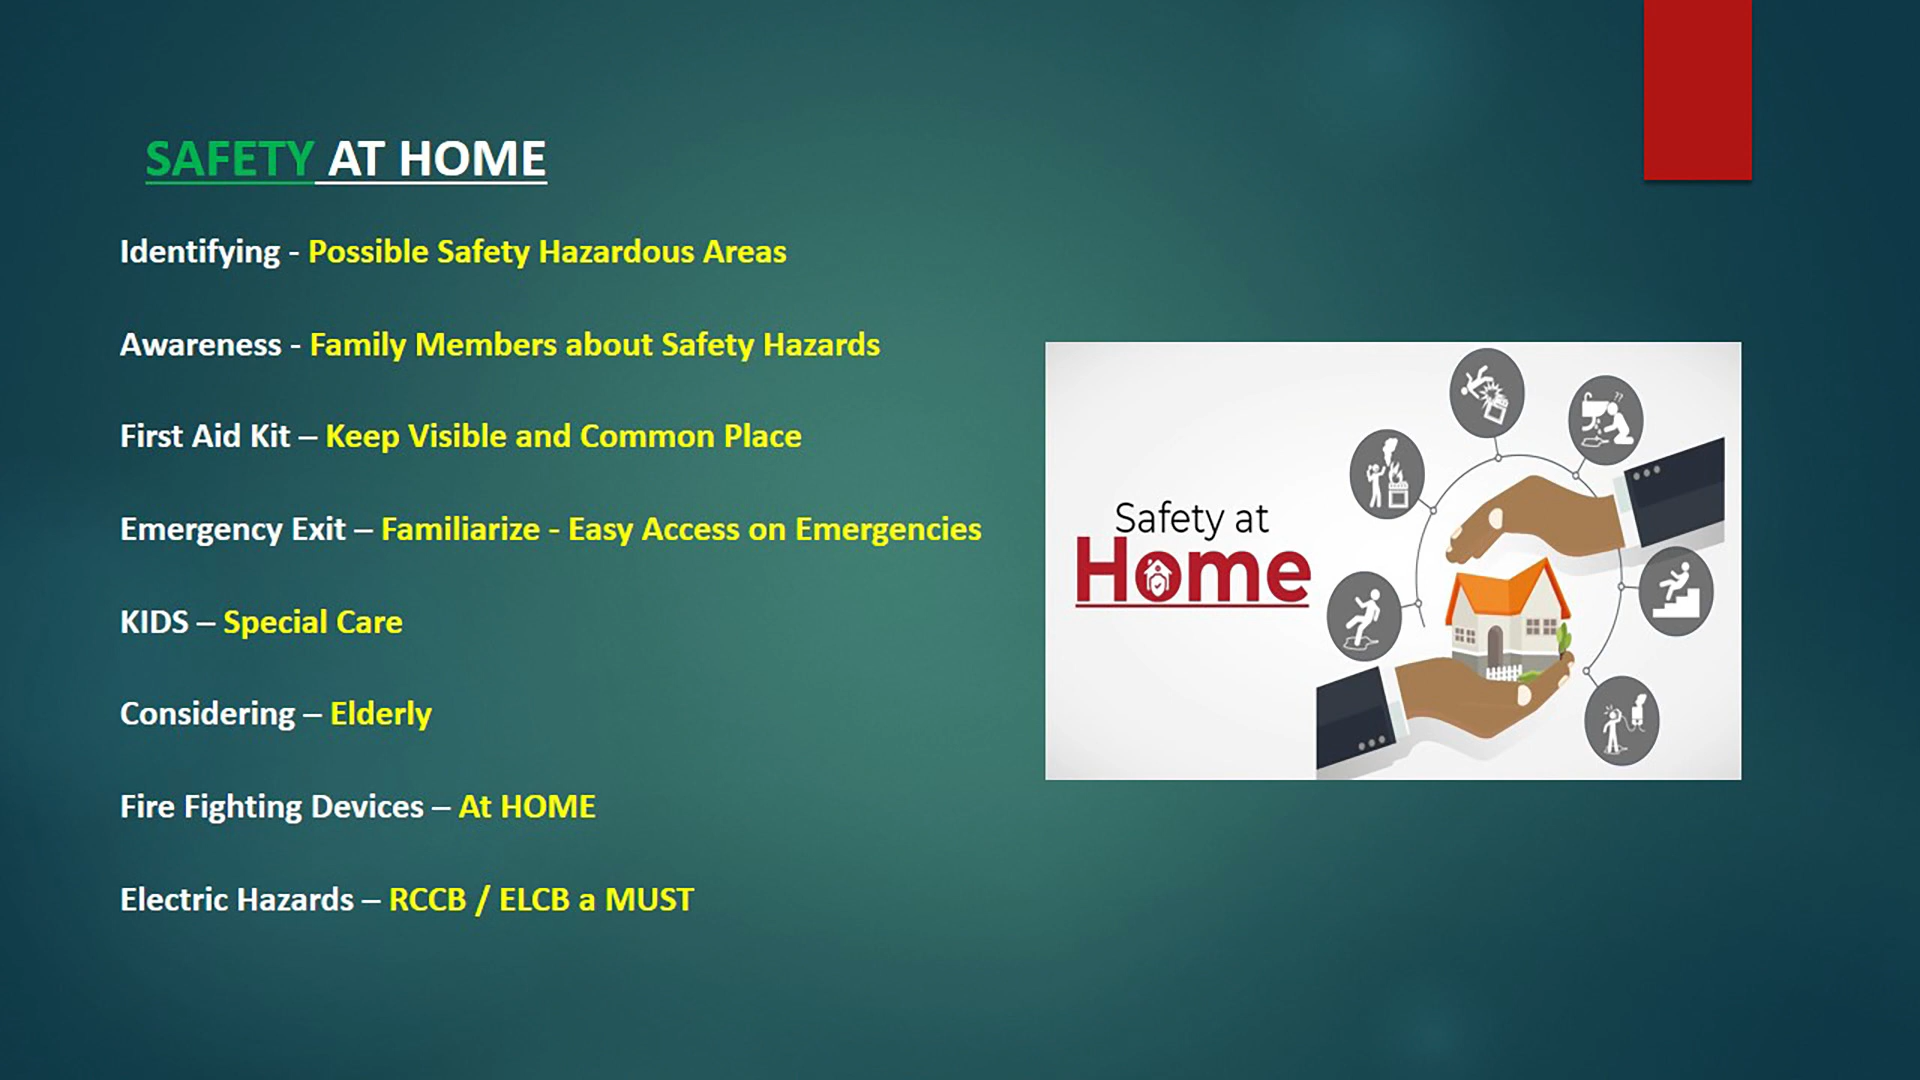 SAFETY AT HOME
Identifying - Possible Safety Hazardous Areas
Awareness - Family Members about Safety Hazards
First Aid Kit – Keep Visible and Common Place
Emergency Exit – Familiarize - Easy Access on Emergencies
KIDS – Special Care
Considering – Elderly
Fire Fighting Devices – At HOME
Electric Hazards – RCCB / ELCB a MUST
Safety at
Home
??